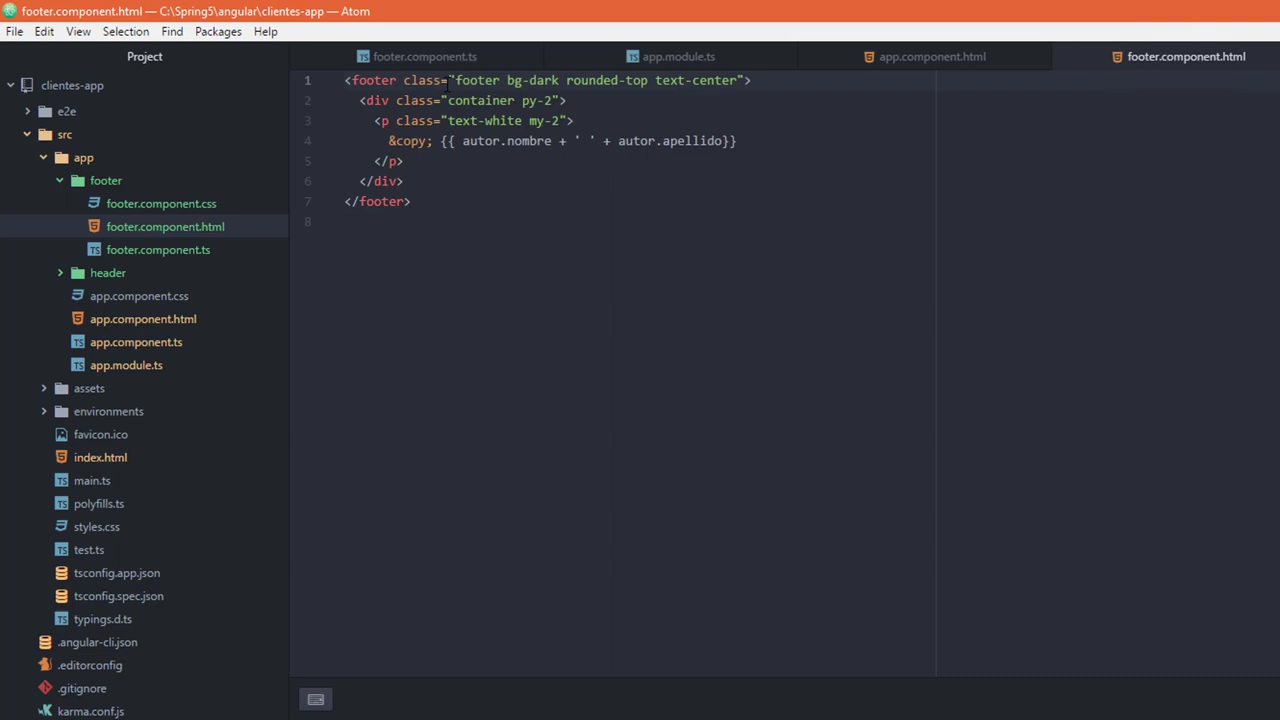 footer.component.html — C:\Spring5\angular\clientes-app — Atom
File Edit View Selection Find Packages Help
Project
footer.component.ts
app.module.ts
app.component.html
footer.component.html
clientes-app
e2e
src
app
footer
footer.component.css
footer.component.html
footer.component.ts
header
app.component.css
app.component.html
app.component.ts
app.module.ts
assets
environments
favicon.ico
index.html
main.ts
polyfills.ts
styles.css
test.ts
tsconfig.app.json
tsconfig.spec.json
typings.d.ts
.angular-cli.json
.editorconfig
.gitignore
karma.conf.js
1 <footer class="footer bg-dark rounded-top text-center">
2 <div class="container py-2">
3 <p class="text-white my-2">
4 &copy; {{ autor.nombre + ' ' + autor.apellido}}
5 </p>
6 </div>
7 </footer>
8